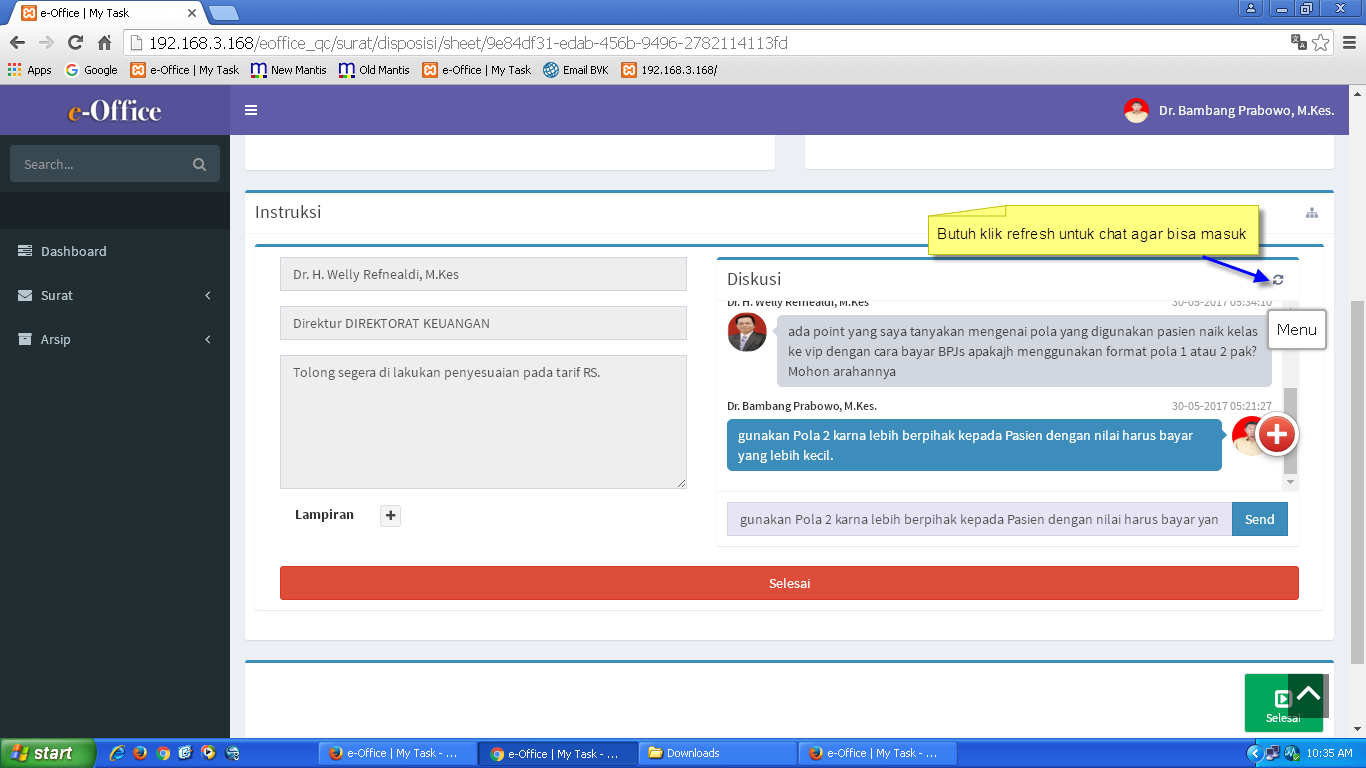 e-Office | My Task
192.168.3.168/eoffice_qc/surat/disposisi/sheet/9e84df31-edab-456b-9496-2782114113fd
Apps Google e-Office | My Task New Mantis Old Mantis e-Office | My Task Email BVK 192.168.3.168/
e-Office
Dr. Bambang Prabowo, M.Kes.
Search...
Dashboard
Surat
Arsip
Instruksi
Butuh klik refresh untuk chat agar bisa masuk
Dr. H. Welly Refnealdi, M.Kes
Direktur DIREKTORAT KEUANGAN
Tolong segera di lakukan penyesuaian pada tarif RS.
Lampiran
Diskusi
Menu
Dr. H. Welly Refnealdi, M.Kes 30-05-2017 05:34:10
ada point yang saya tanyakan mengenai pola yang digunakan pasien naik kelas
ke vip dengan cara bayar BPJs apakajh menggunakan format pola 1 atau 2 pak?
Mohon arahannya
Dr. Bambang Prabowo, M.Kes. 30-05-2017 05:21:27
gunakan Pola 2 karna lebih berpihak kepada Pasien dengan nilai harus bayar
yang lebih kecil.
gunakan Pola 2 karna lebih berpihak kepada Pasien dengan nilai harus bayar yan
Send
Selesai
Selesai
start
e-Office | My Task - ...
e-Office | My Task - ...
Downloads
e-Office | My Task - ...
10:35 AM